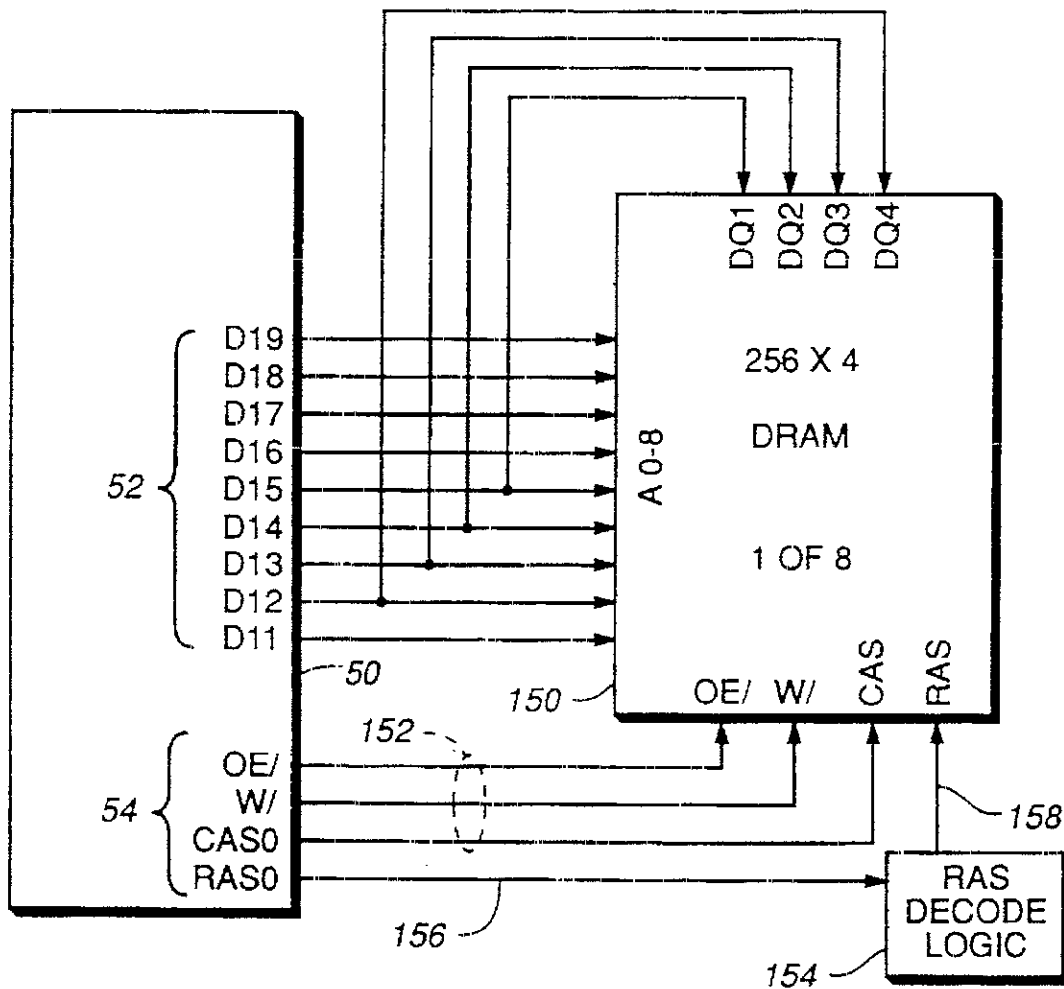 DQ1
DQ2
DQ3
DQ4
D19
D18
D17
D16
D15
D14
D13
D12
D11
52
A 0-8
256 X 4
DRAM
1 OF 8
50
150
OE/
W/
CAS
RAS
152
54
OE/
W/
CAS0
RAS0
156
158
RAS
DECODE
LOGIC
154